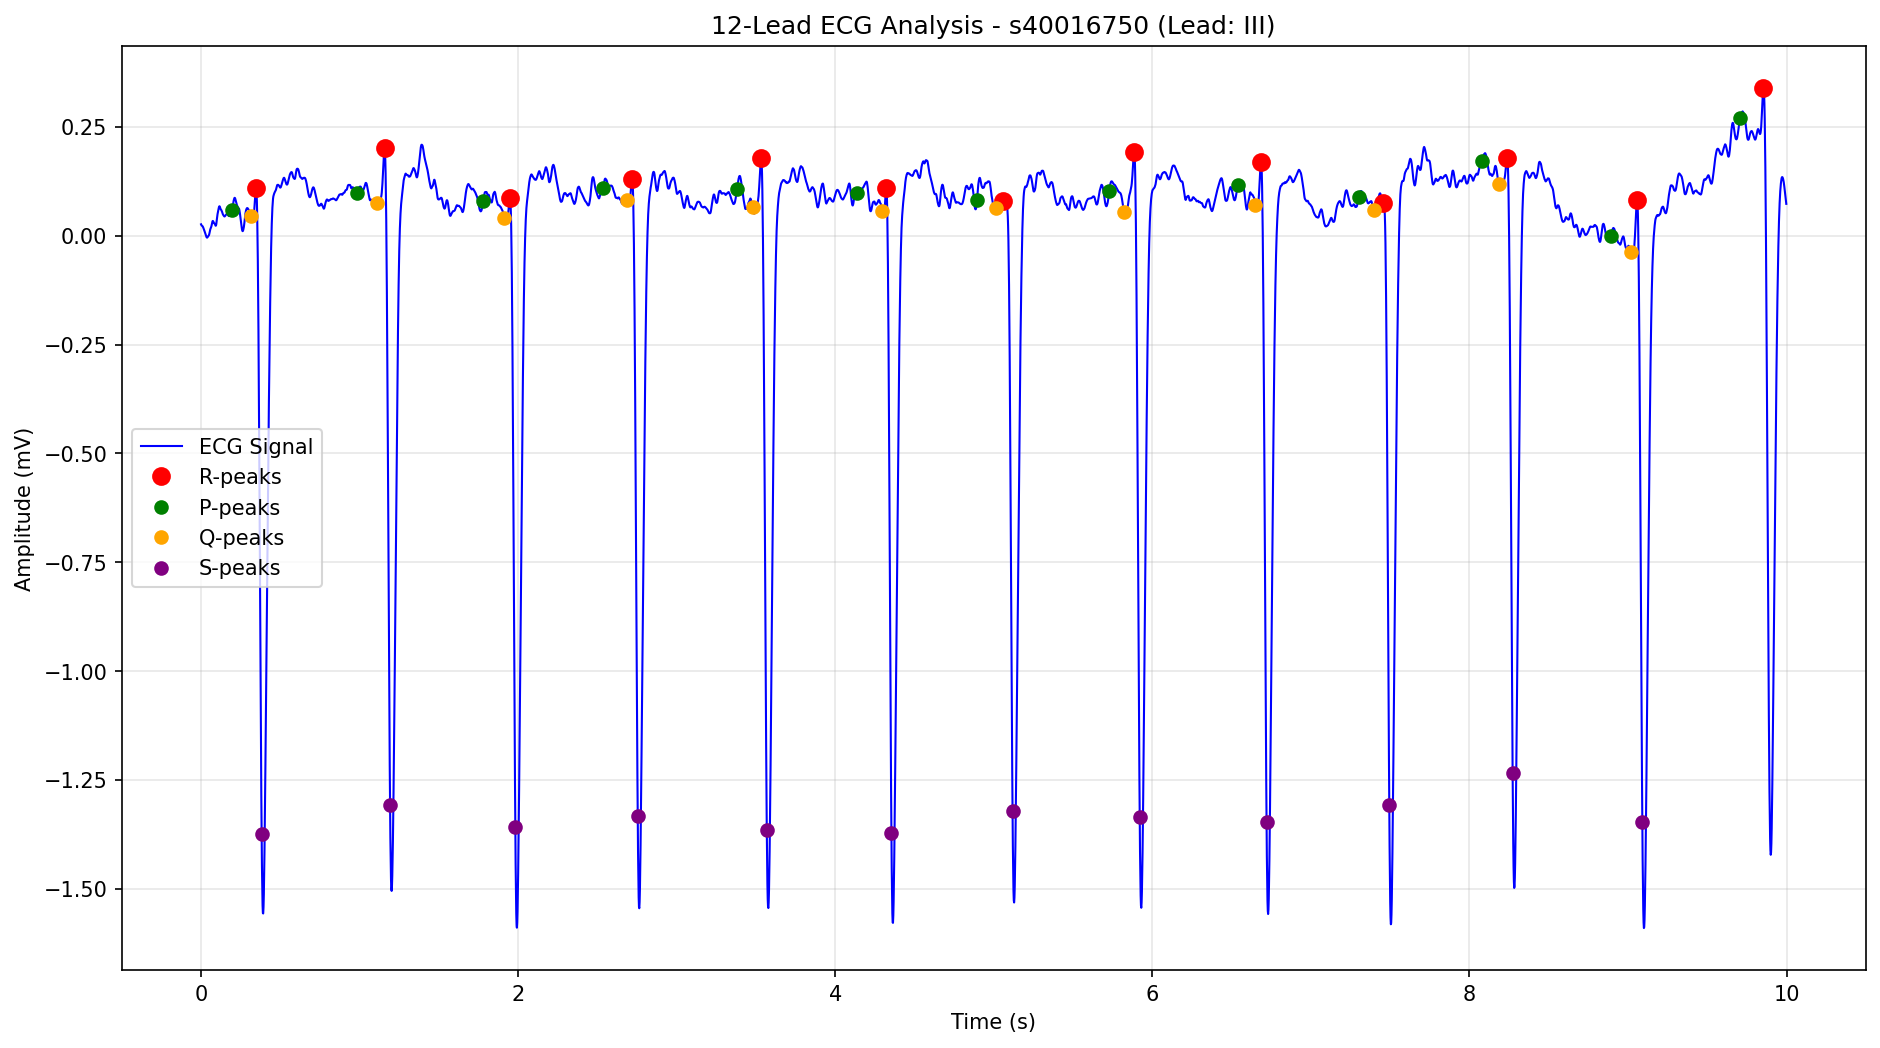 12-Lead ECG Analysis - s40016750 (Lead: III)
Amplitude (mV)
0.25
0.00
−0.25
−0.50
−0.75
−1.00
−1.25
−1.50
ECG Signal
R-peaks
P-peaks
Q-peaks
S-peaks
0 2 4 6 8 10
Time (s)